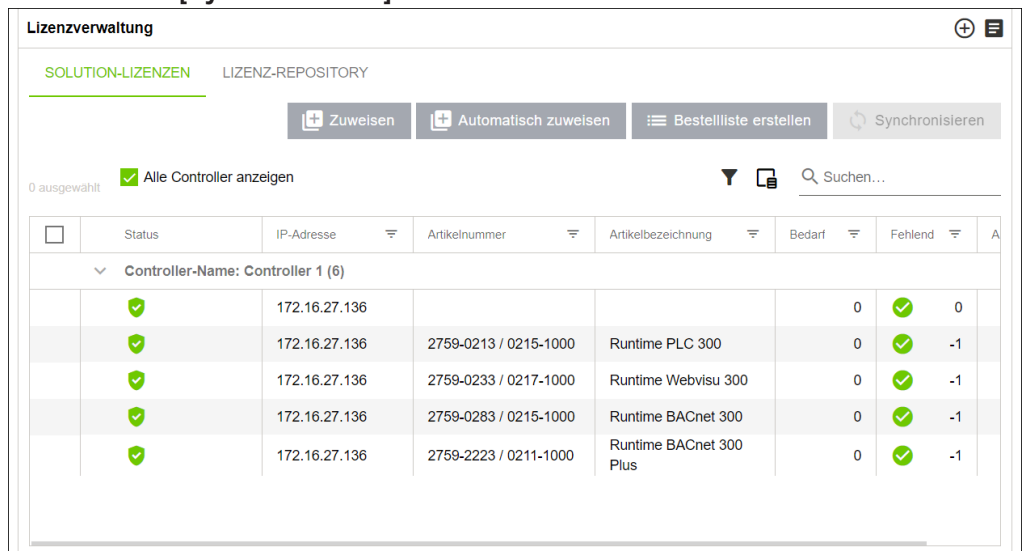 Lizenzverwaltung
SOLUTION-LIZENZEN LIZENZ-REPOSITORY
Zuweisen Automatisch zuweisen Bestellliste erstellen Synchronisieren
0 ausgewählt Alle Controller anzeigen Suchen...
Status IP-Adresse Artikelnummer Artikelbezeichnung Bedarf Fehlend A
Controller-Name: Controller 1 (6)
172.16.27.136 0 0
172.16.27.136 2759-0213 / 0215-1000 Runtime PLC 300 0 -1
172.16.27.136 2759-0233 / 0217-1000 Runtime Webvisu 300 0 -1
172.16.27.136 2759-0283 / 0215-1000 Runtime BACnet 300 0 -1
172.16.27.136 2759-2223 / 0211-1000 Runtime BACnet 300 Plus 0 -1